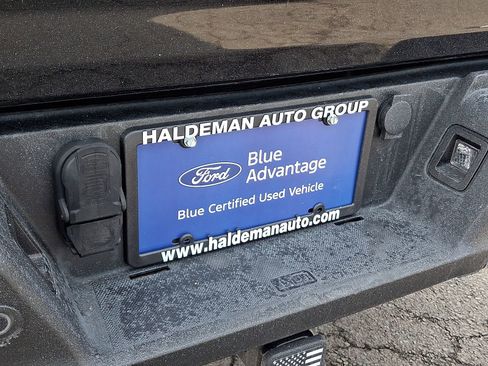 HALDEMAN AUTO GROUP
Ford
Blue
Advantage
Blue Certified Used Vehicle
www.haldemanauto.com